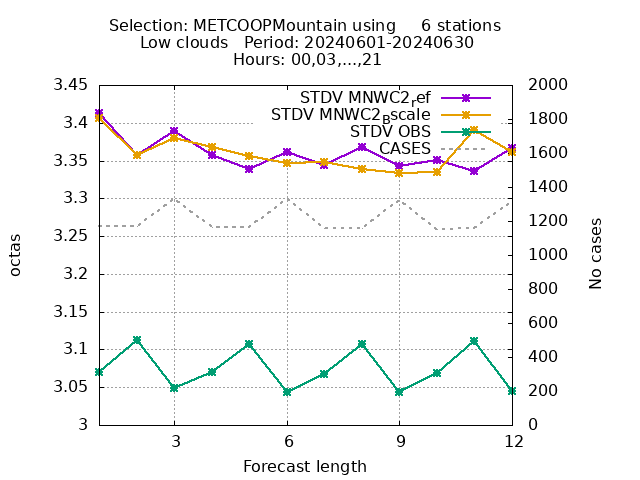 Selection: METCOOPMountain using     6 stations
Low clouds   Period: 20240601-20240630
Hours: 00,03,...,21
STDV MNWC2_ref
STDV MNWC2_Bscale
STDV OBS
CASES
3.45
3.4
3.35
3.3
3.25
3.2
3.15
3.1
3.05
3
octas
2000
1800
1600
1400
1200
1000
800
600
400
200
0
No cases
3
6
9
12
Forecast length